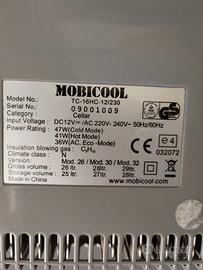 MOBICOOL
Model No.: TC-16HC-12/230
Serial No.: 09001009
Category: Cellar
Input Voltage : DC12V⎓/AC 220V- 240V~ 50Hz/60Hz
Power Rating : 47W(Cold Mode)
41W(Hot Mode)
36W(AC, Eco -Mode)
Insulation blowing gas : C₅H₁₀
Climate class : N
Mod. 26 / Mod. 30 / Mod. 32
Gross volume : 26 ltr. 28ltr. 29ltr.
Storage volume : 25 ltr. 27ltr. 28ltr.
Made in China
e4
032072